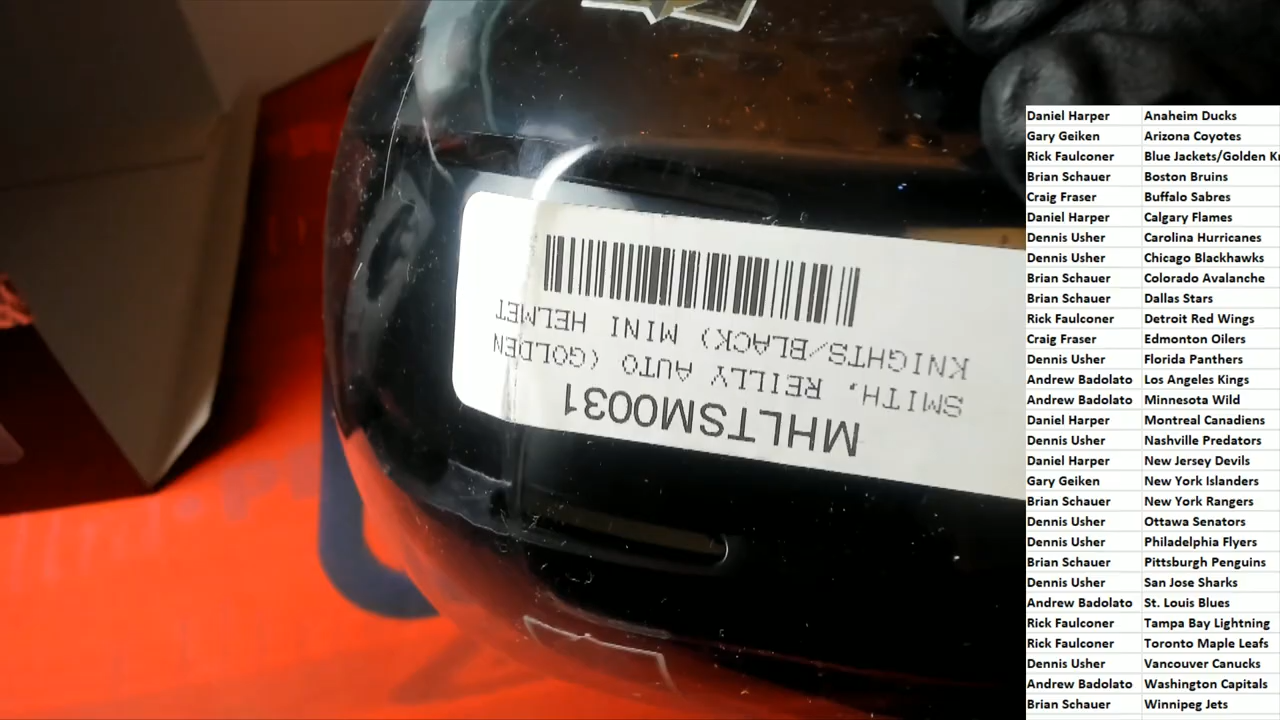 MHLTSM0031
SMITH, REILLY AUTO (GOLDEN
KNIGHTS/BLACK) MINI HELMET
Daniel Harper Anaheim Ducks
Gary Geiken Arizona Coyotes
Rick Faulconer Blue Jackets/Golden
Brian Schauer Boston Bruins
Craig Fraser Buffalo Sabres
Daniel Harper Calgary Flames
Dennis Usher Carolina Hurricanes
Dennis Usher Chicago Blackhawks
Brian Schauer Colorado Avalanche
Brian Schauer Dallas Stars
Rick Faulconer Detroit Red Wings
Craig Fraser Edmonton Oilers
Dennis Usher Florida Panthers
Andrew Badolato Los Angeles Kings
Andrew Badolato Minnesota Wild
Daniel Harper Montreal Canadiens
Dennis Usher Nashville Predators
Daniel Harper New Jersey Devils
Gary Geiken New York Islanders
Brian Schauer New York Rangers
Dennis Usher Ottawa Senators
Dennis Usher Philadelphia Flyers
Brian Schauer Pittsburgh Penguins
Dennis Usher San Jose Sharks
Andrew Badolato St. Louis Blues
Rick Faulconer Tampa Bay Lightning
Rick Faulconer Toronto Maple Leafs
Dennis Usher Vancouver Canucks
Andrew Badolato Washington Capitals
Brian Schauer Winnipeg Jets